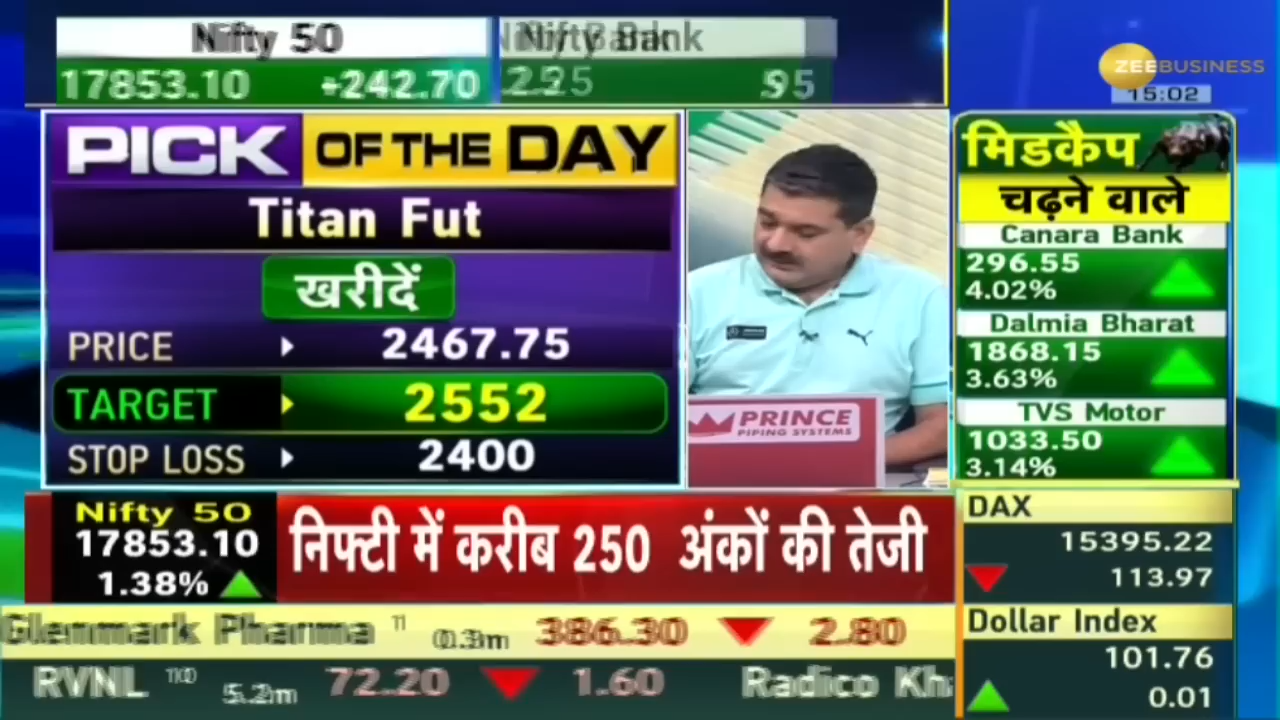 Nifty 50
Nifty Bank
17853.10 +242.70
ZEEBUSINESS
15:02
PICK OF THE DAY
Titan Fut
खरीदें
PRICE 2467.75
TARGET 2552
STOP LOSS 2400
PRINCE
PIPING SYSTEMS
मिडकैप
चढ़ने वाले
Canara Bank
296.55
4.02%
Dalmia Bharat
1868.15
3.63%
TVS Motor
1033.50
3.14%
Nifty 50
17853.10
1.38%
निफ्टी में करीब 250 अंकों की तेजी
DAX
15395.22
113.97
Dollar Index
101.76
0.01
Glenmark Pharma 386.30 2.80
RVNL 5.2m 72.20 1.60 Radico Kh